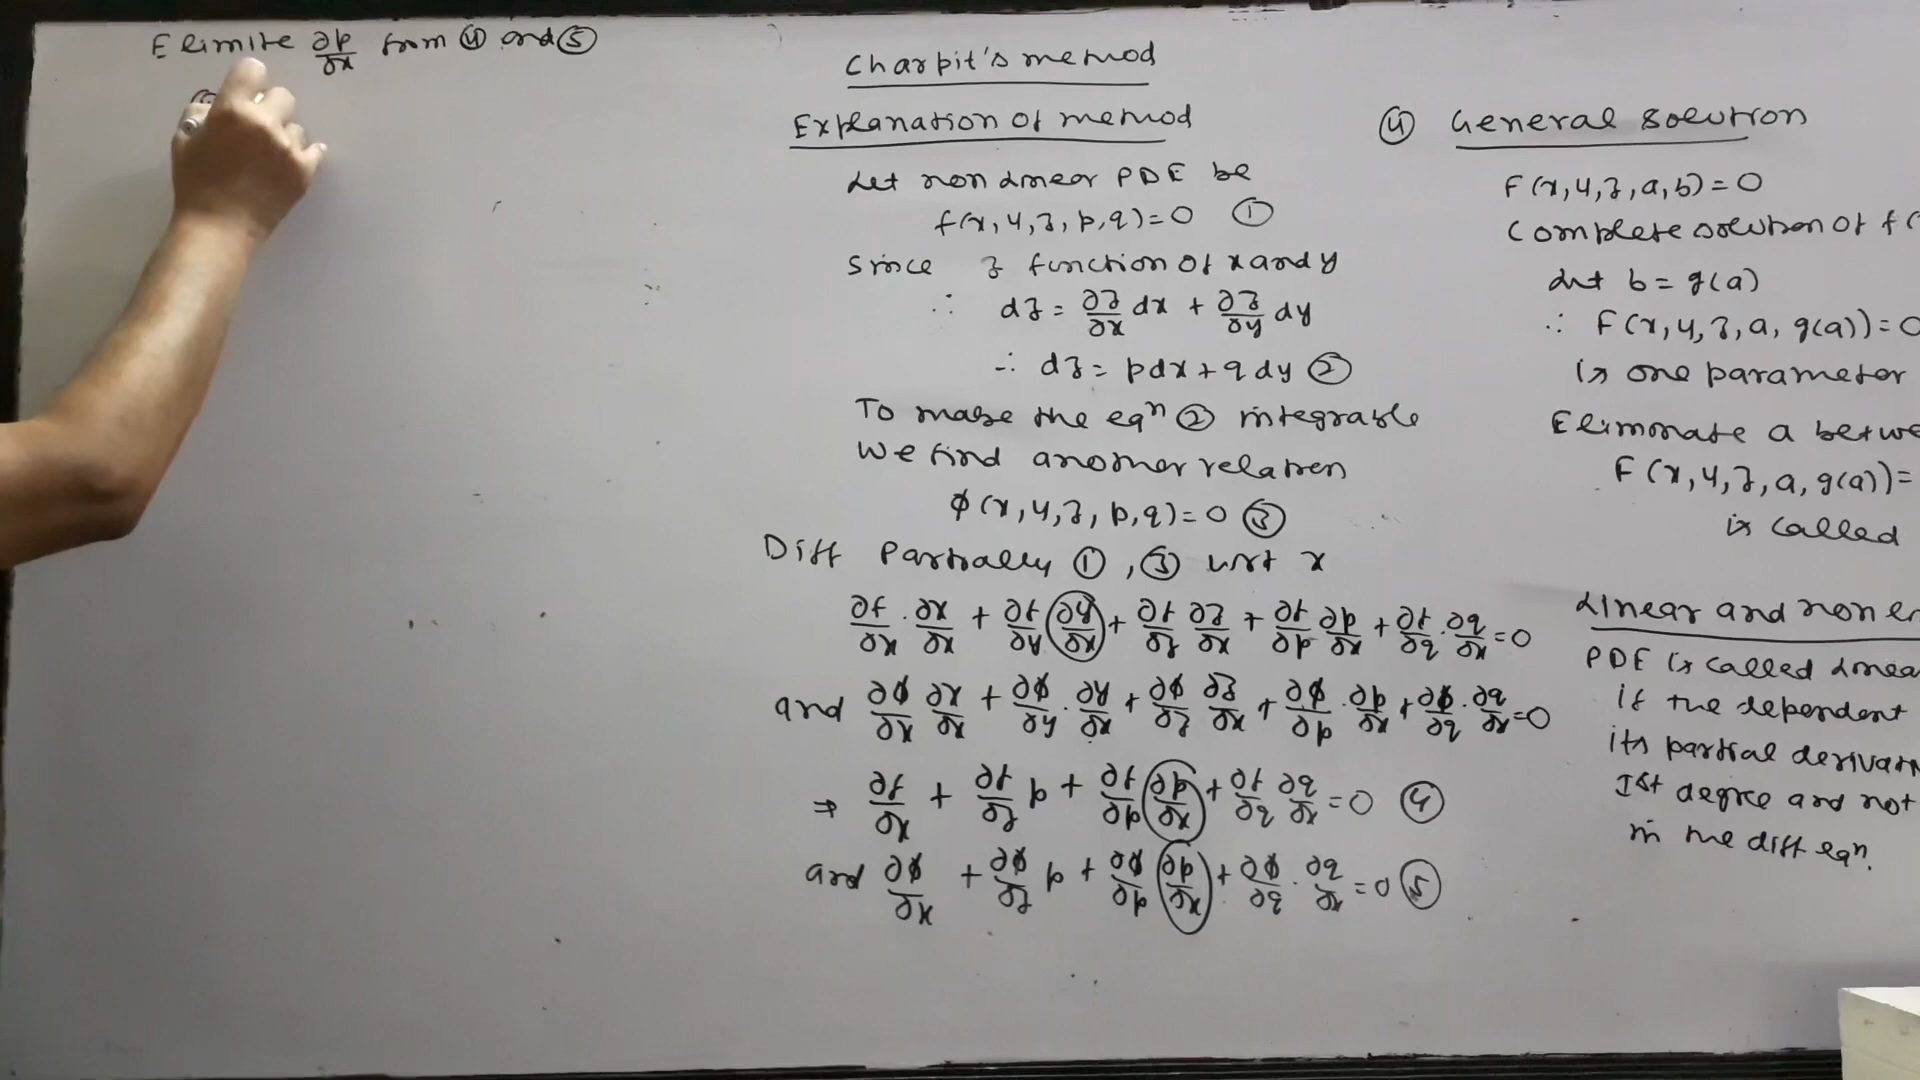 Elimite ∂p/∂x from ④ and ⑤
Charpit's method
Explanation of method
Let non linear PDE be
f(x,y,z,p,q)=0 ①
Since z function of x and y
∴ dz = ∂z/∂x dx + ∂z/∂y dy
∴ dz = pdx + qdy ②
To make the eqⁿ ② integrable
We find another relation
φ(x,y,z,p,q)=0 ③
Diff Partially ①,③ wrt x
∂f/∂x · ∂x/∂x + ∂f/∂y ∂y/∂x + ∂f/∂z ∂z/∂x + ∂f/∂p ∂p/∂x + ∂f/∂q · ∂q/∂x = 0
and ∂φ/∂x ∂x/∂x + ∂φ/∂y · ∂y/∂x + ∂φ/∂z ∂z/∂x + ∂φ/∂p · ∂p/∂x + ∂φ/∂q · ∂q/∂x = 0
⇒ ∂f/∂x + ∂f/∂z p + ∂f/∂p ∂p/∂x + ∂f/∂q ∂q/∂x = 0 ④
and ∂φ/∂x + ∂φ/∂z p + ∂φ/∂p ∂p/∂x + ∂φ/∂q · ∂q/∂x = 0 ⑤
④ General solution
F(x,y,z,a,b)=0
Complete solution of f(
Let b = g(a)
∴ F(x,y,z,a,g(a))=0
is one parameter
Eliminate a betwe
F(x,y,z,a,g(a))=
is called
Linear and non
PDE is called Linea
if the dependent
its partial derivativ
Ist degree and not
in the diff eqⁿ.